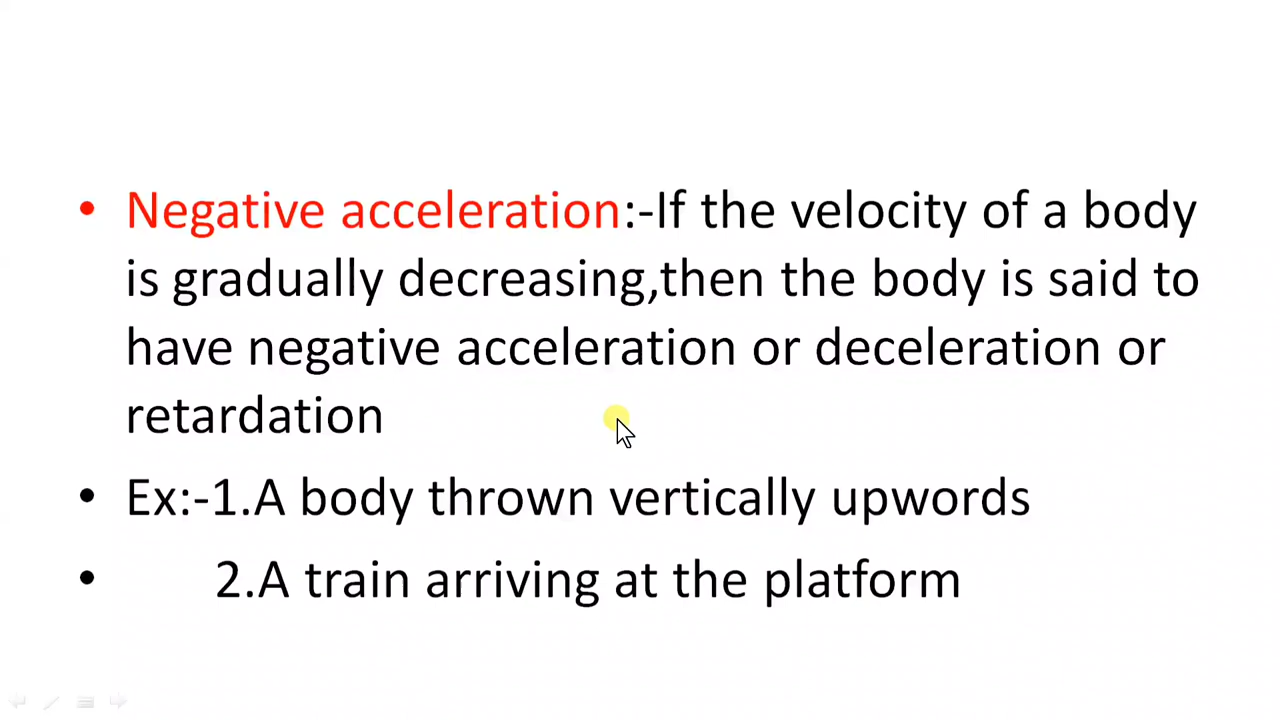 • Negative acceleration:-If the velocity of a body
is gradually decreasing,then the body is said to
have negative acceleration or deceleration or
retardation
• Ex:-1.A body thrown vertically upwords
• 2.A train arriving at the platform